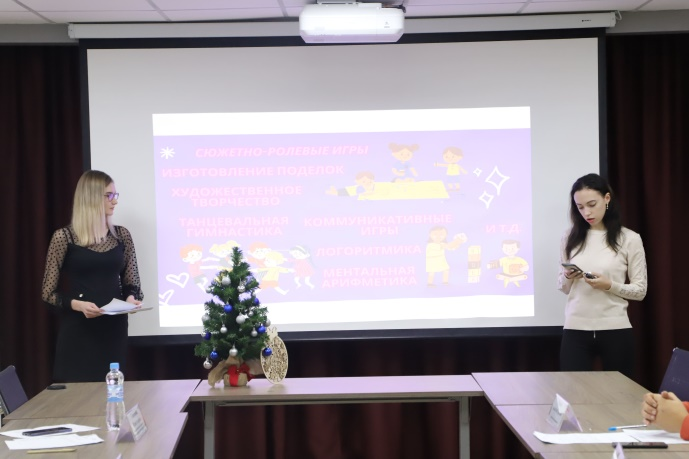 СЮЖЕТНО-РОЛЕВЫЕ ИГРЫ
ИЗГОТОВЛЕНИЕ ПОДЕЛОК
ХУДОЖЕСТВЕННОЕ
ТВОРЧЕСТВО
ТАНЦЕВАЛЬНАЯ
ГИМНАСТИКА
КОММУНИКАТИВНЫЕ
ИГРЫ
И Т.Д
ЛОГОРИТМИКА
МЕНТАЛЬНАЯ
АРИФМЕТИКА